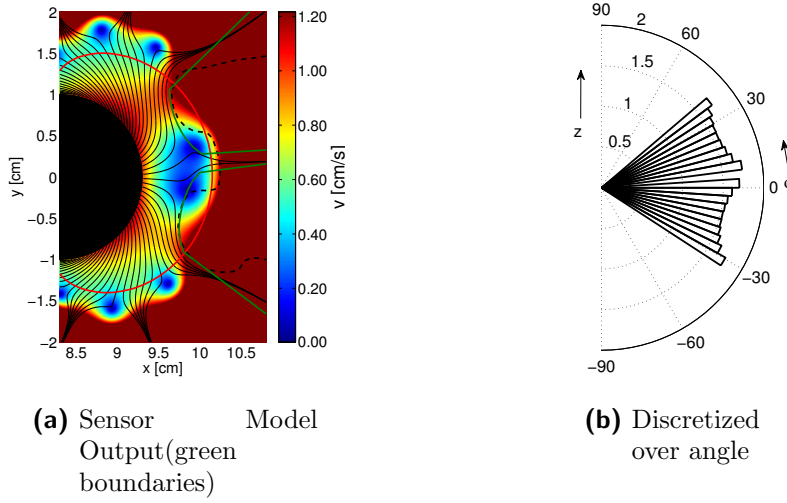 2
1.5
1
0.5
0
−0.5
−1
−1.5
−2
y [cm]
8.5 9 9.5 10 10.5
x [cm]
1.20
1.00
0.80
0.60
0.40
0.20
0.00
v [cm/s]
90
2
60
1.5
1
30
0.5
z
0
−30
−60
−90
(a) Sensor Model
Output(green
boundaries)
(b) Discretized
over angle